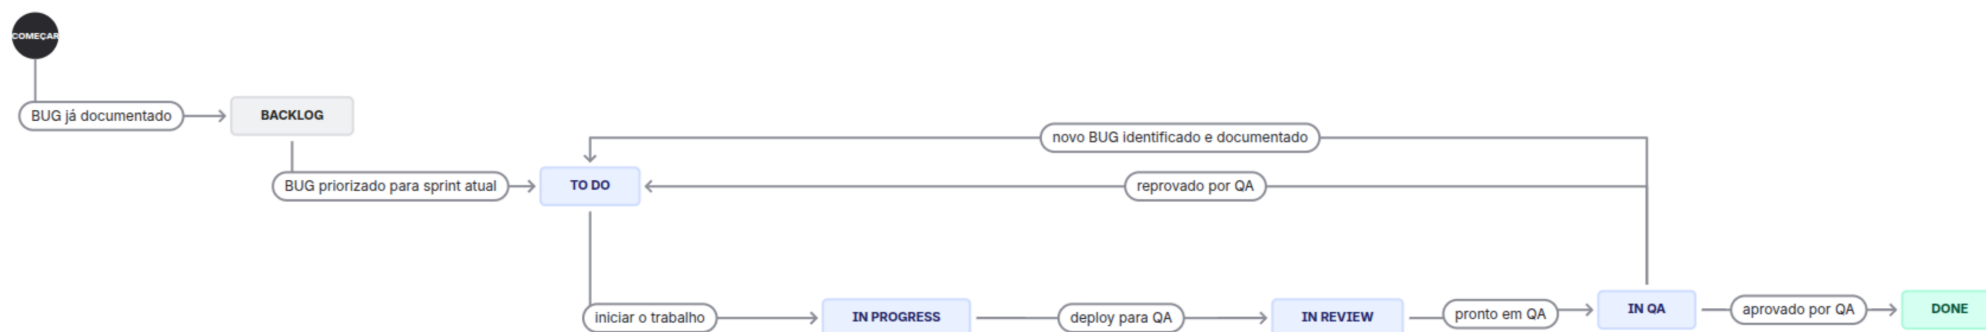 COMEÇAR
BUG já documentado
BACKLOG
novo BUG identificado e documentado
BUG priorizado para sprint atual
TO DO
reprovado por QA
iniciar o trabalho
IN PROGRESS
deploy para QA
IN REVIEW
pronto em QA
IN QA
aprovado por QA
DONE